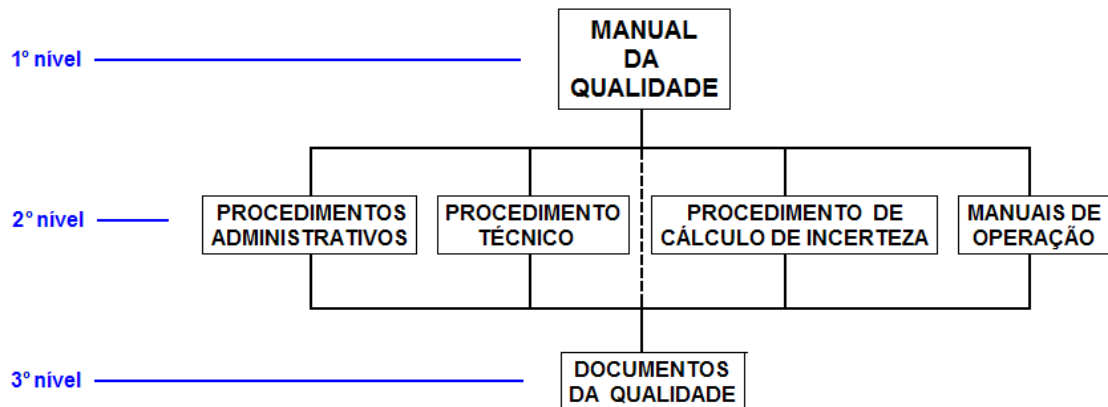 1º nível
MANUAL
DA
QUALIDADE
2º nível
PROCEDIMENTOS
ADMINISTRATIVOS
PROCEDIMENTO
TÉCNICO
PROCEDIMENTO DE
CÁLCULO DE INCERTEZA
MANUAIS DE
OPERAÇÃO
3º nível
DOCUMENTOS
DA QUALIDADE